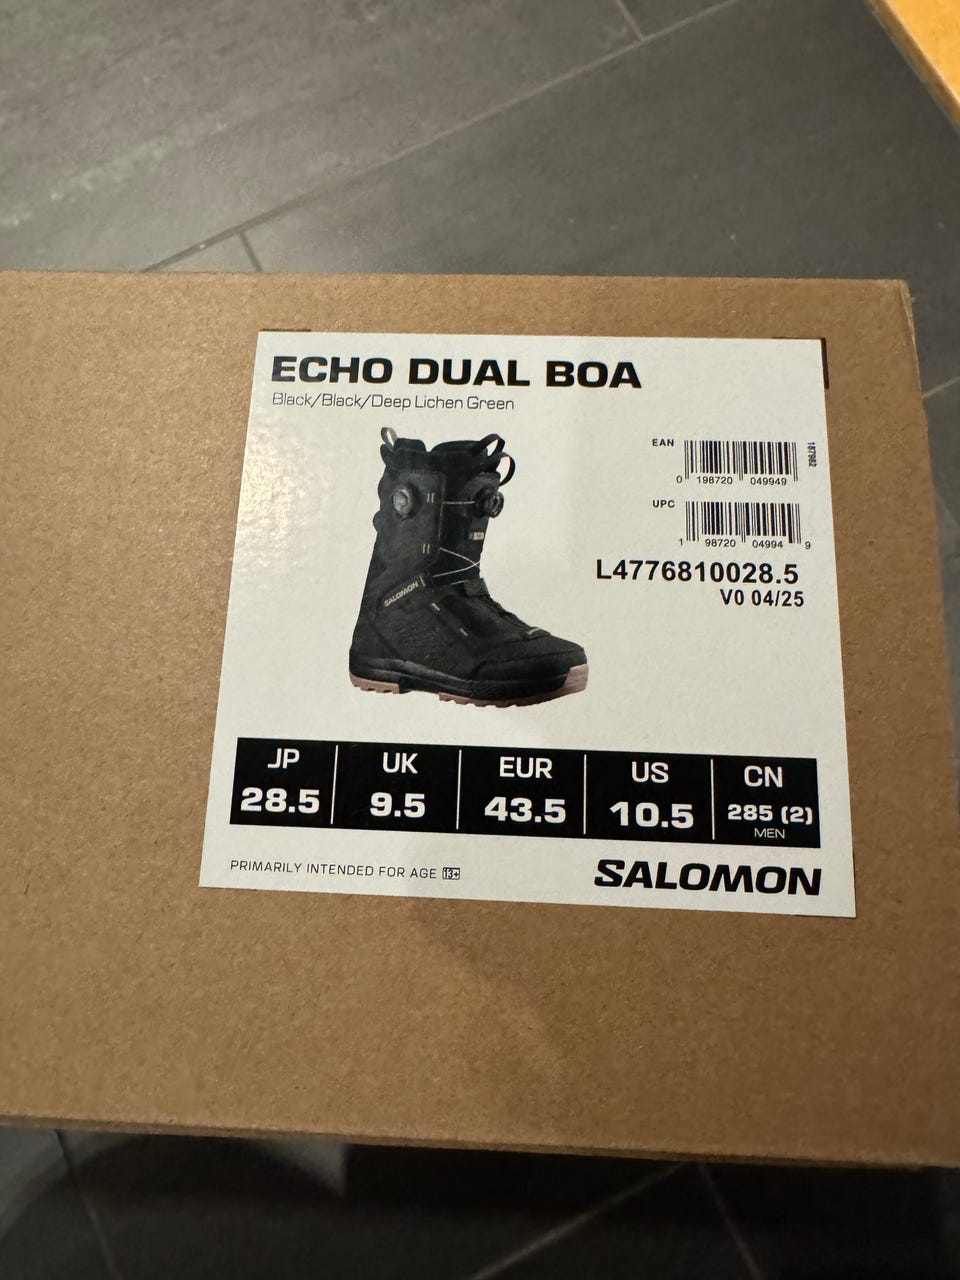 ECHO DUAL BOA
Black/Black/Deep Lichen Green
EAN
0 198720 049949
187982
UPC
1 98720 04994 9
L4776810028.5
V0 04/25
SALOMON
JP UK EUR US CN
28.5 9.5 43.5 10.5 285 (2)
MEN
PRIMARILY INTENDED FOR AGE 13+
SALOMON